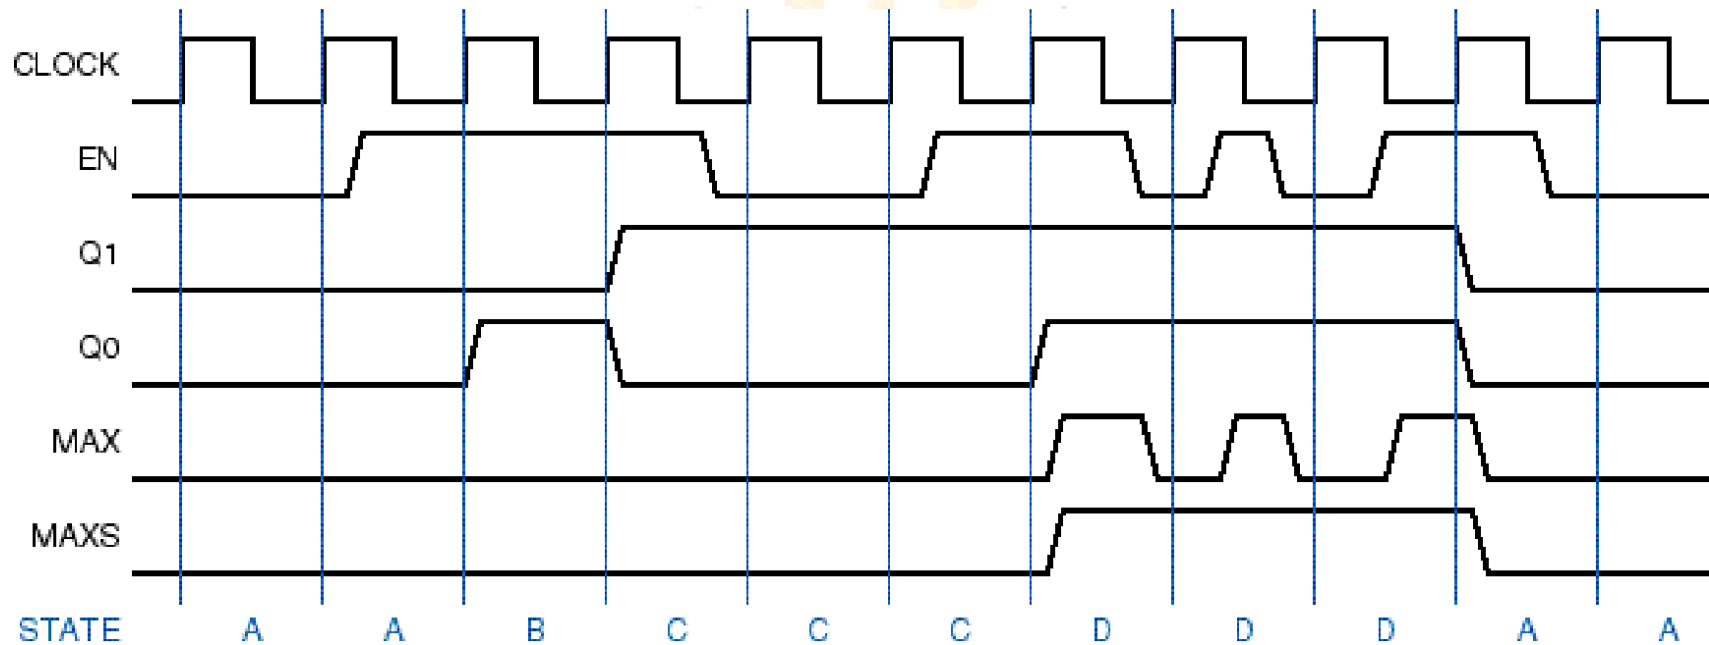 CLOCK
EN
Q1
Q0
MAX
MAXS
STATE A A B C C C D D D A A